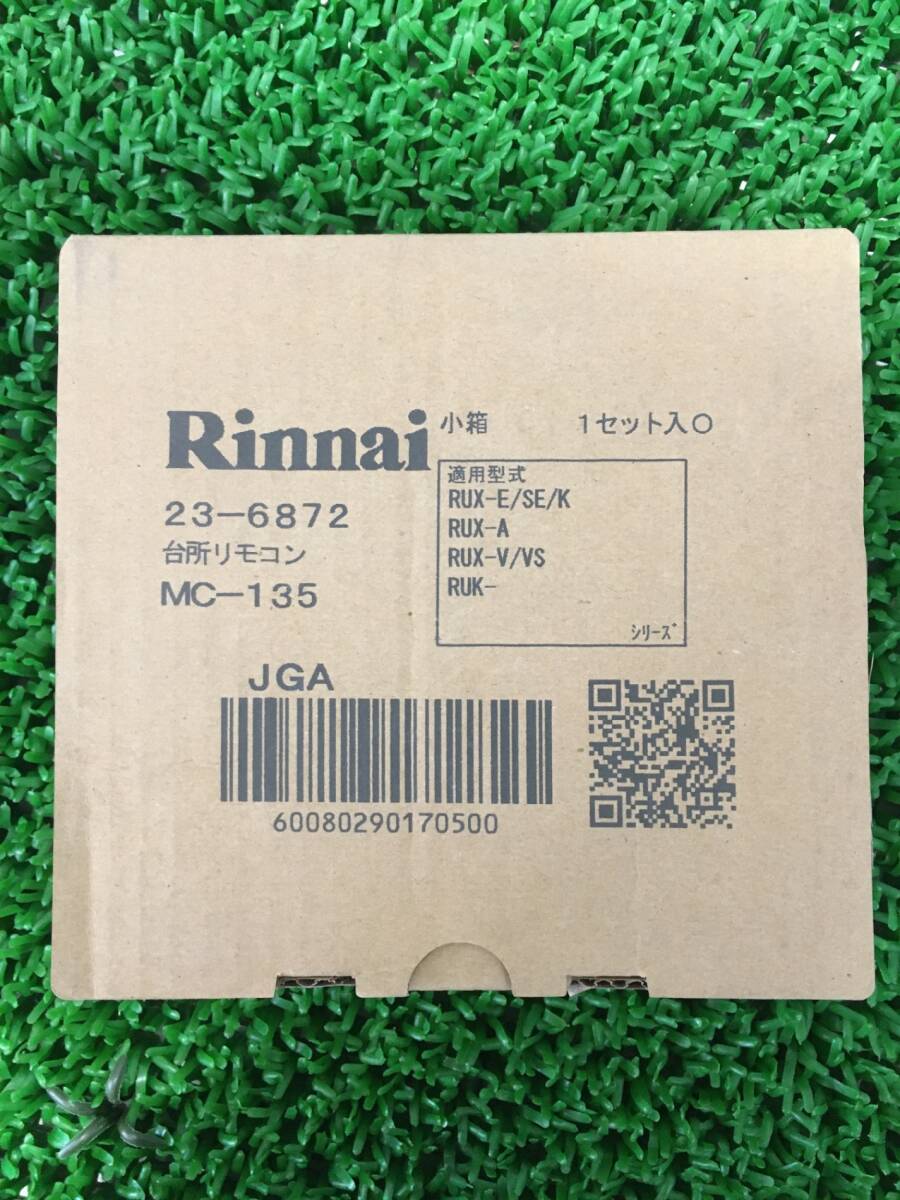 Rinnai
小箱 1セット入〇
23-6872
台所リモコン
MC-135
適用型式
RUX-E/SE/K
RUX-A
RUX-V/VS
RUK-
シリーズ
JGA
60080290170500